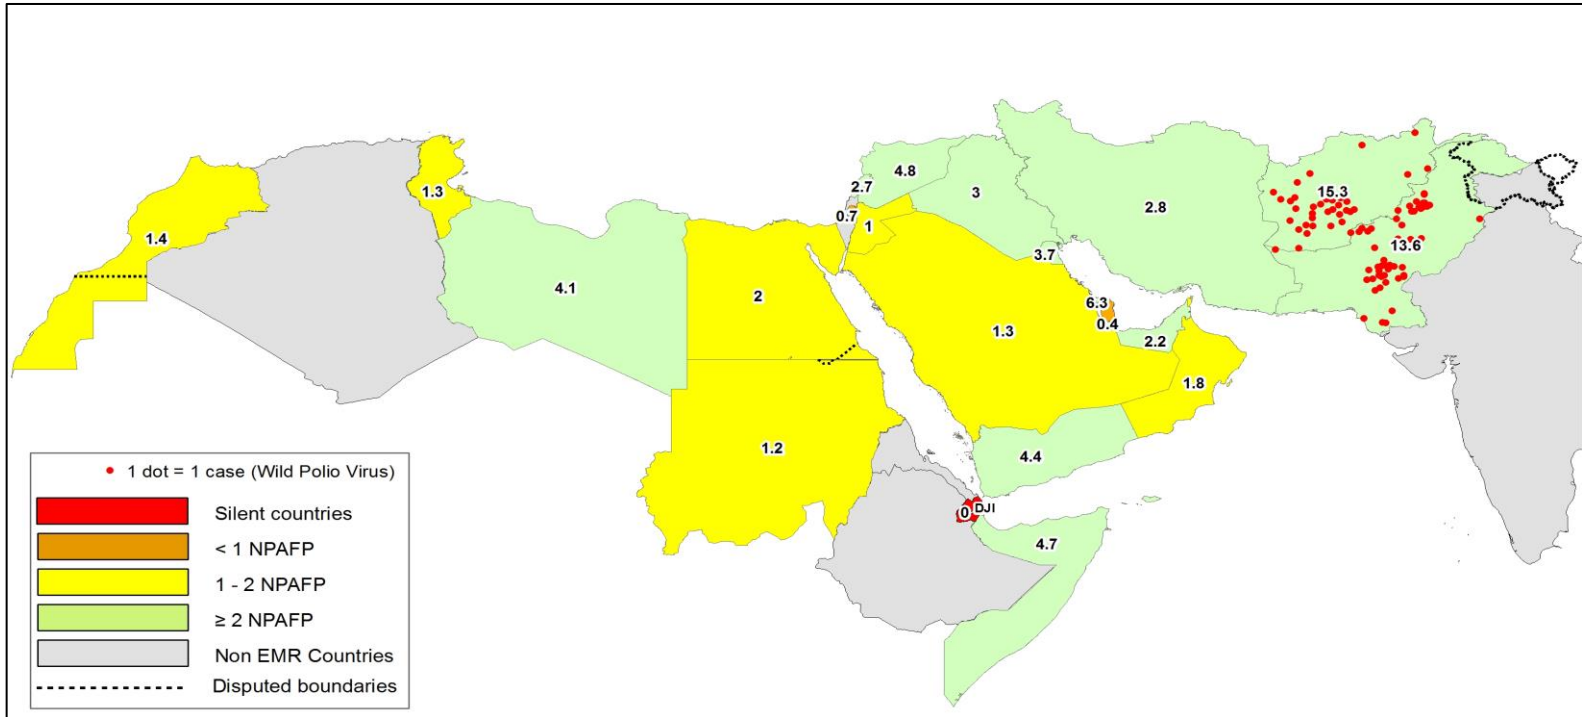 15.3
4.8
2.7
3
1.3
2.8
0.7
1
1.4
13.6
3.7
4.1
2
6.3
0.4
1.3
2.2
1.8
1.2
4.4
0
DJI
4.7
1 dot = 1 case (Wild Polio Virus)
Silent countries
< 1 NPAFP
1 - 2 NPAFP
≥ 2 NPAFP
Non EMR Countries
Disputed boundaries